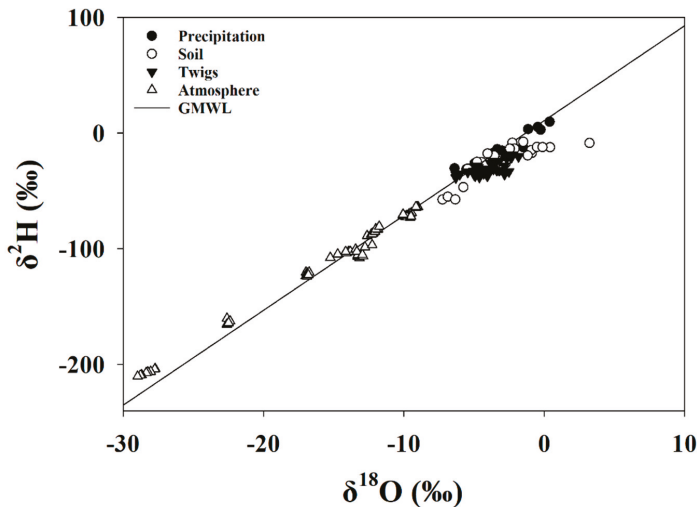 100
0
-100
-200
-30
-20
-10
0
10
δ²H (‰)
δ¹⁸O (‰)
Precipitation
Soil
Twigs
Atmosphere
GMWL